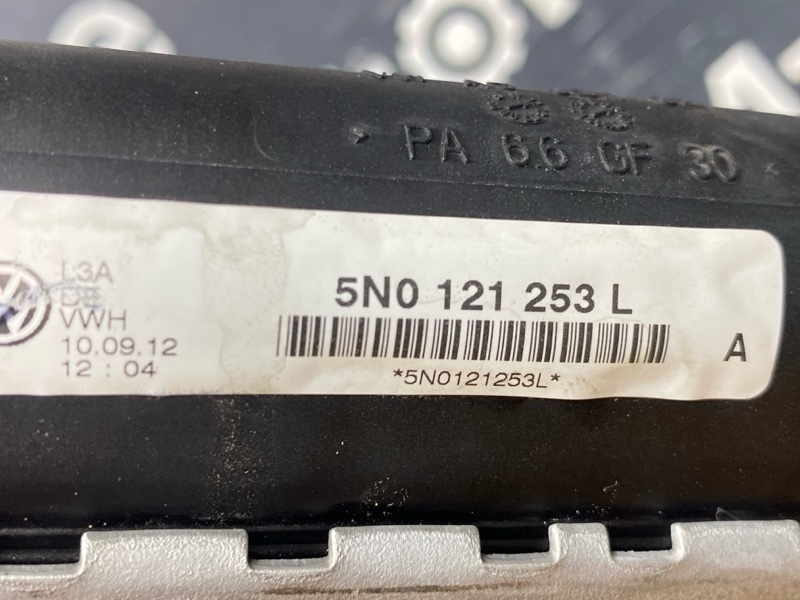 PA 6.6 GF 30
L3A
DE
VWH
10.09.12
12 : 04
5N0 121 253 L
*5N0121253L*
A